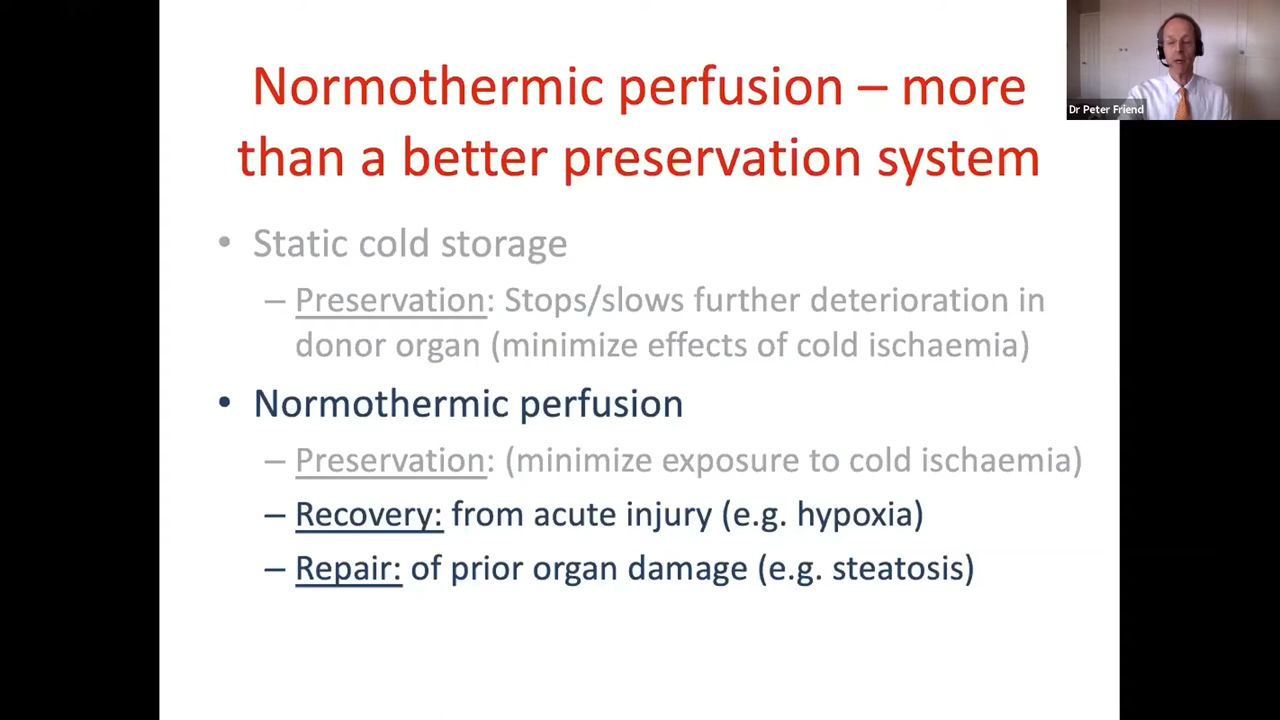 Normothermic perfusion – more
than a better preservation system
• Static cold storage
– Preservation: Stops/slows further deterioration in
donor organ (minimize effects of cold ischaemia)
• Normothermic perfusion
– Preservation: (minimize exposure to cold ischaemia)
– Recovery: from acute injury (e.g. hypoxia)
– Repair: of prior organ damage (e.g. steatosis)
Dr Peter Friend